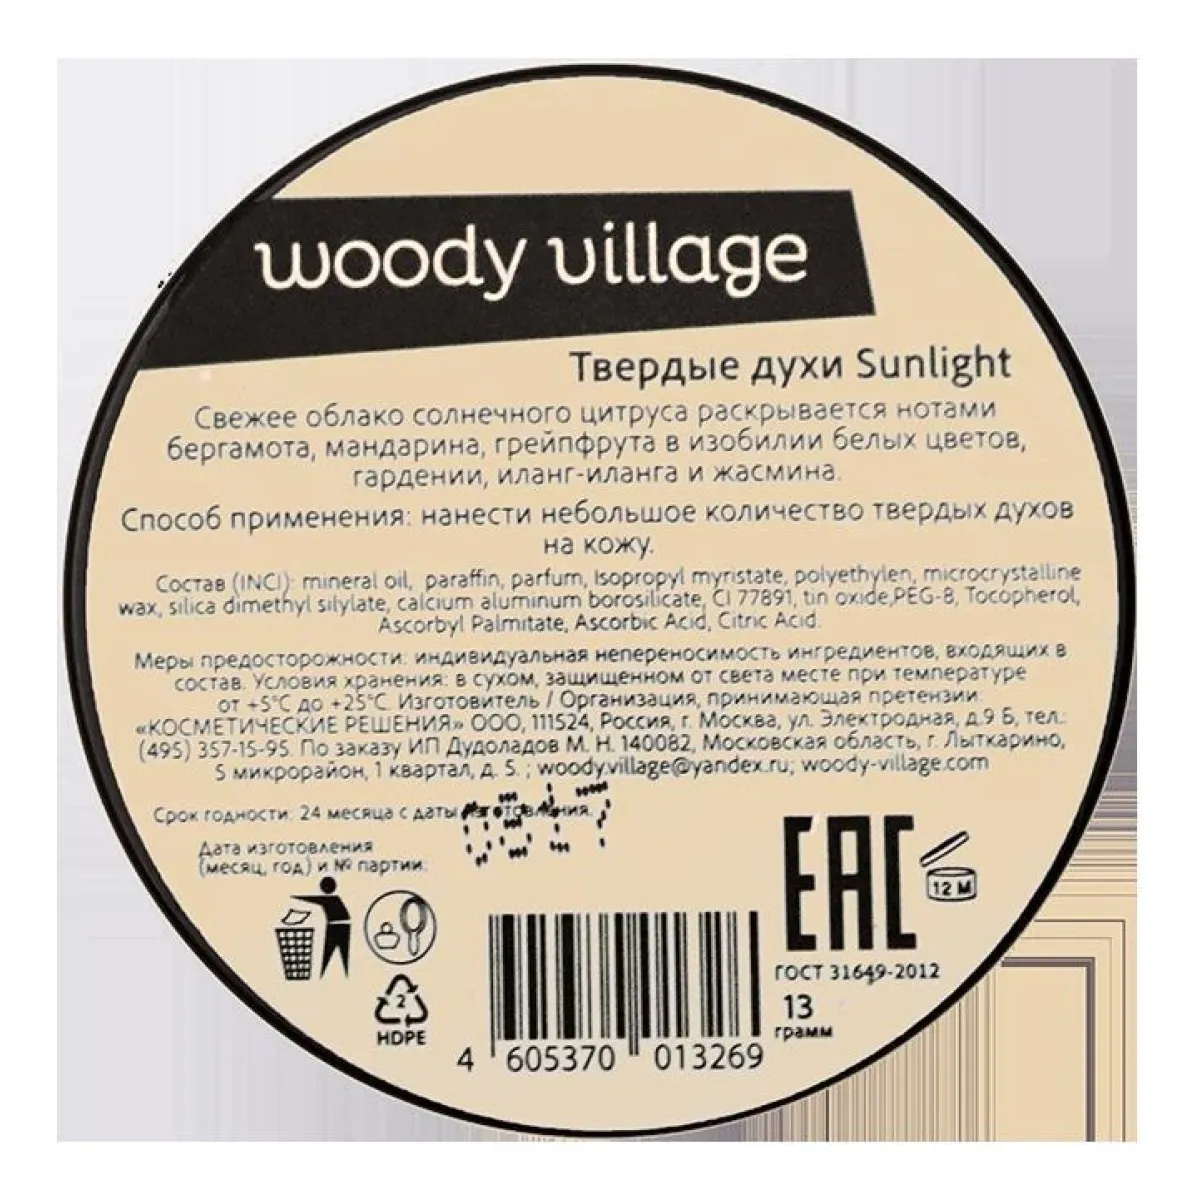 woody village
Твердые духи Sunlight
Свежее облако солнечного цитруса раскрывается нотами
бергамота, мандарина, грейпфрута в изобилии белых цветов,
гардении, иланг-иланга и жасмина.
Способ применения: нанести небольшое количество твердых духов
на кожу.
Состав (INCI): mineral oil, paraffin, parfum, Isopropyl myristate, polyethylen, microcrystalline
wax, silica dimethyl silylate, calcium aluminum borosilicate, CI 77891, tin oxide,PEG-8, Tocopherol,
Ascorbyl Palmitate, Ascorbic Acid, Citric Acid.
Меры предосторожности: индивидуальная непереносимость ингредиентов, входящих в
состав. Условия хранения: в сухом, защищенном от света месте при температуре
от +5°C до +25°C. Изготовитель / Организация, принимающая претензии:
«КОСМЕТИЧЕСКИЕ РЕШЕНИЯ» ООО, 111524, Россия, г. Москва, ул. Электродная, д.9 Б, тел.:
(495) 357-15-95. По заказу ИП Дудоладов М. Н. 140082, Московская область, г. Лыткарино,
5 микрорайон, 1 квартал, д. 5. ; woody.village@yandex.ru; woody-village.com
Срок годности: 24 месяца с даты изготовления.
Дата изготовления
(месяц, год) и № партии:
12 M
EAC
ГОСТ 31649-2012
2
HDPE
13
грамм
4 605370 013269